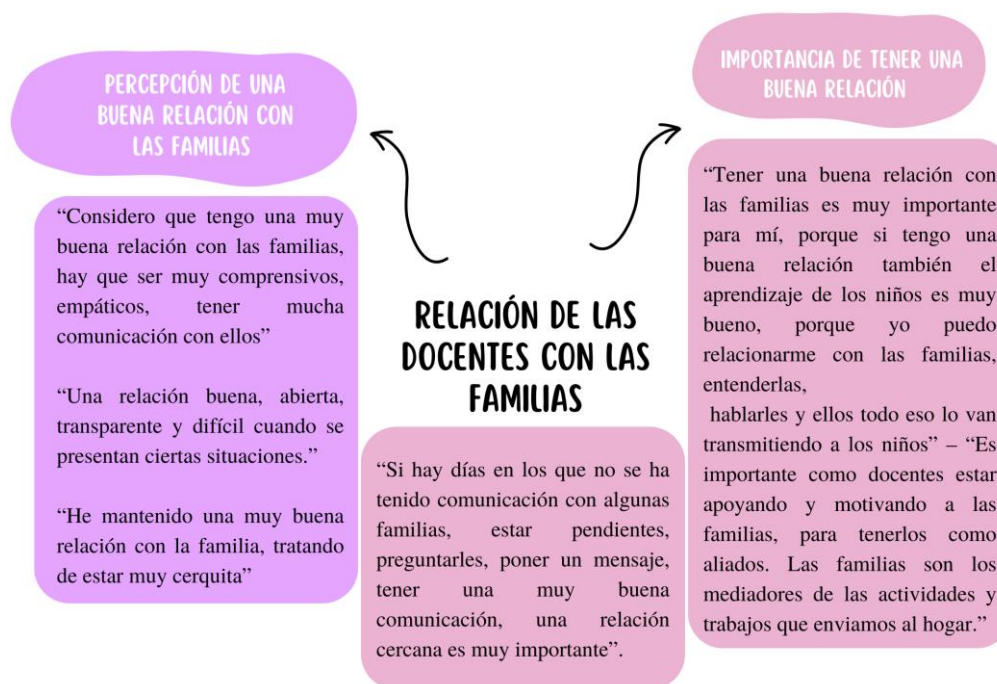 PERCEPCIÓN DE UNA
BUENA RELACIÓN CON
LAS FAMILIAS
“Considero que tengo una muy
buena relación con las familias,
hay que ser muy comprensivos,
empáticos, tener mucha
comunicación con ellos”
“Una relación buena, abierta,
transparente y difícil cuando se
presentan ciertas situaciones.”
“He mantenido una muy buena
relación con la familia, tratando
de estar muy cerquita”
RELACIÓN DE LAS
DOCENTES CON LAS
FAMILIAS
“Si hay días en los que no se ha
tenido comunicación con algunas
familias, estar pendientes,
preguntarles, poner un mensaje,
tener una muy buena
comunicación, una relación
cercana es muy importante”.
IMPORTANCIA DE TENER UNA
BUENA RELACIÓN
“Tener una buena relación con
las familias es muy importante
para mí, porque si tengo una
buena relación también el
aprendizaje de los niños es muy
bueno, porque yo puedo
relacionarme con las familias,
entenderlas,
hablarles y ellos todo eso lo van
transmitiendo a los niños” – “Es
importante como docentes estar
apoyando y motivando a las
familias, para tenerlos como
aliados. Las familias son los
mediadores de las actividades y
trabajos que enviamos al hogar.”